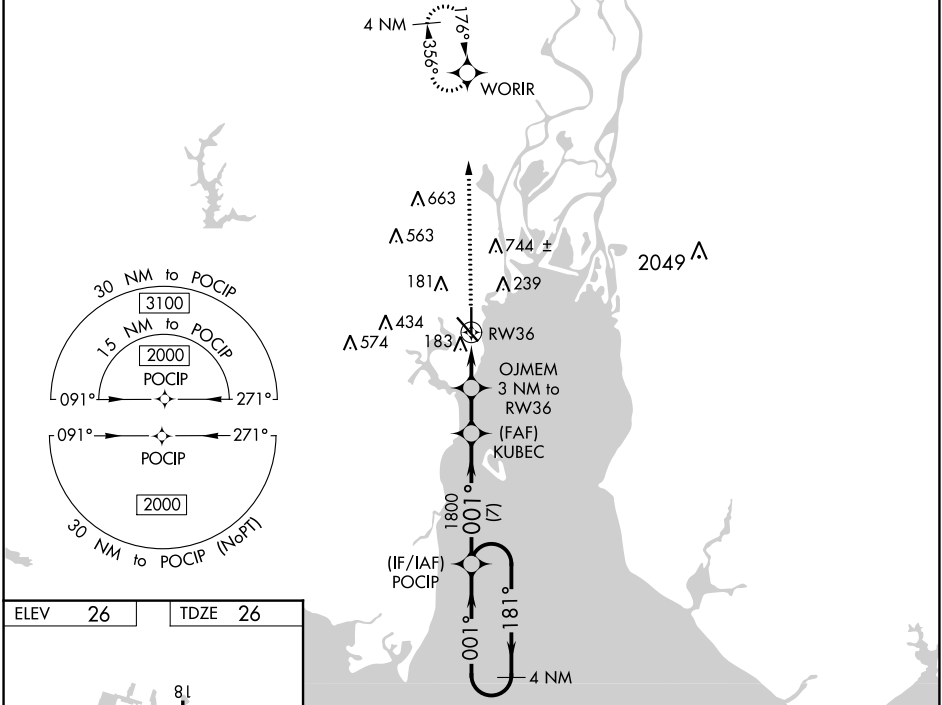 4 NM
176°
356°
WORIR
663
563
744 ±
2049
181
239
434
574
183
RW36
OJMEM
3 NM to
RW36
(FAF)
KUBEC
1800
001°
(7)
(IF/IAF)
POCIP
001°
181°
4 NM
30 NM to POCIP
3100
15 NM to POCIP
2000
POCIP
091°
271°
091°
271°
POCIP
2000
30 NM to POCIP (NoPT)
ELEV 26
TDZE 26
18